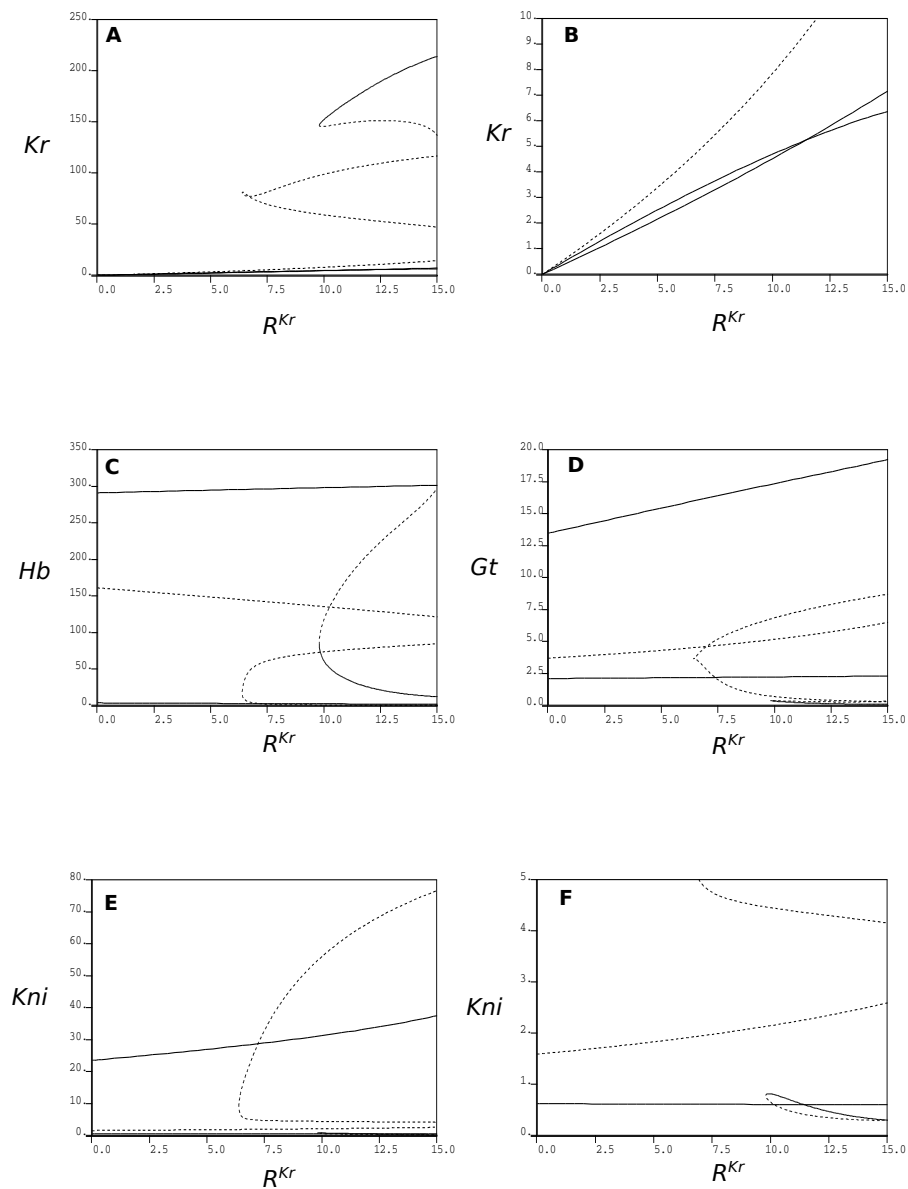 A
250.
200.
150.
100.
50.
0.
Kr
0.0 2.5 5.0 7.5 10.0 12.5 15.0
R^Kr
B
10.
9.
8.
7.
6.
5.
4.
3.
2.
1.
0.
Kr
0.0 2.5 5.0 7.5 10.0 12.5 15.0
R^Kr
C
350.
300.
250.
200.
150.
100.
50.
0.
Hb
0.0 2.5 5.0 7.5 10.0 12.5 15.0
R^Kr
D
20.0
17.5
15.0
12.5
10.0
7.5
5.0
2.5
0.0
Gt
0.0 2.5 5.0 7.5 10.0 12.5 15.0
R^Kr
E
80.
70.
60.
50.
40.
30.
20.
10.
0.
Kni
0.0 2.5 5.0 7.5 10.0 12.5 15.0
R^Kr
F
5.
4.
3.
2.
1.
0.
Kni
0.0 2.5 5.0 7.5 10.0 12.5 15.0
R^Kr